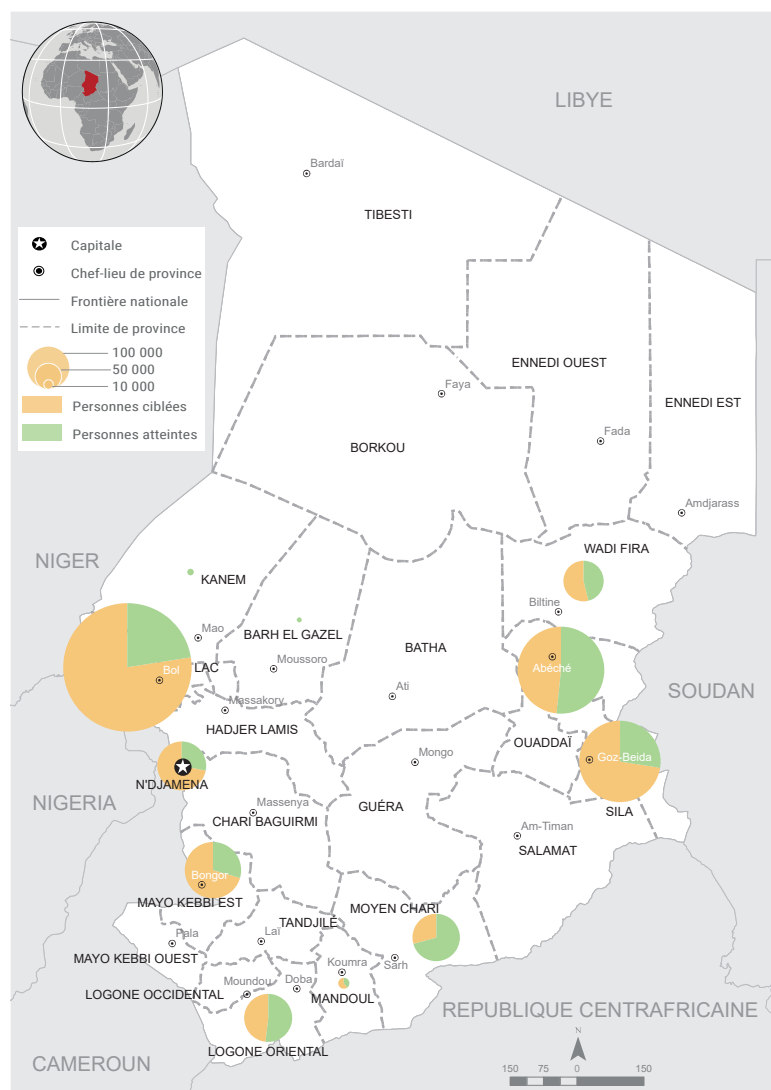 LIBYE
Bardaï
TIBESTI
Capitale
Chef-lieu de province
Frontière nationale
Limite de province
100 000
50 000
10 000
Personnes ciblées
Personnes atteintes
ENNEDI OUEST
Faya
ENNEDI EST
Fada
BORKOU
Amdjarass
NIGER
WADI FIRA
KANEM
Biltine
Mao
BARH EL GAZEL
BATHA
Bol
LAC
Moussoro
Abéché
SOUDAN
Ati
Massakory
HADJER LAMIS
OUADDAÏ
Mongo
Goz-Beida
N'DJAMENA
NIGERIA
Massenya
GUÉRA
SILA
CHARI BAGUIRMI
Am-Timan
SALAMAT
Bongor
MAYO KEBBI EST
MOYEN CHARI
TANDJILÉ
Pala
Laï
MAYO KEBBI OUEST
Koumra
Sarh
Moundou
Doba
LOGONE OCCIDENTAL
MANDOUL
REPUBLIQUE CENTRAFRICAINE
LOGONE ORIENTAL
CAMEROUN
N
150 75 0 150